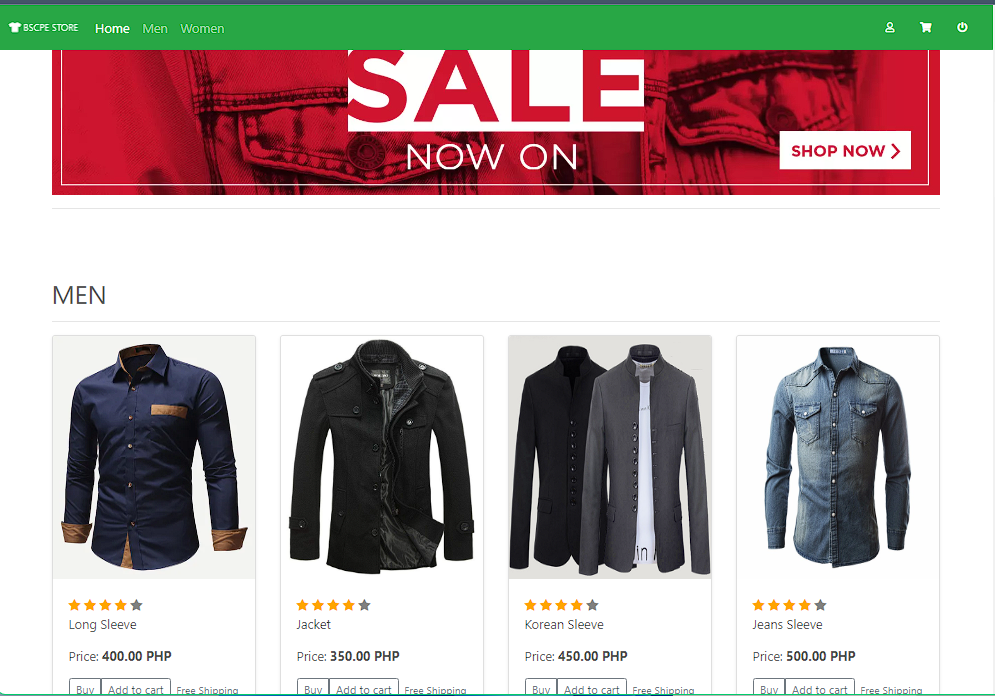 BSCPE STORE Home Men Women
SALE
NOW ON
SHOP NOW
MEN
Long Sleeve
Price: 400.00 PHP
Buy Add to cart Free Shipping
Jacket
Price: 350.00 PHP
Buy Add to cart Free Shipping
Korean Sleeve
Price: 450.00 PHP
Buy Add to cart Free Shipping
Jeans Sleeve
Price: 500.00 PHP
Buy Add to cart Free Shipping